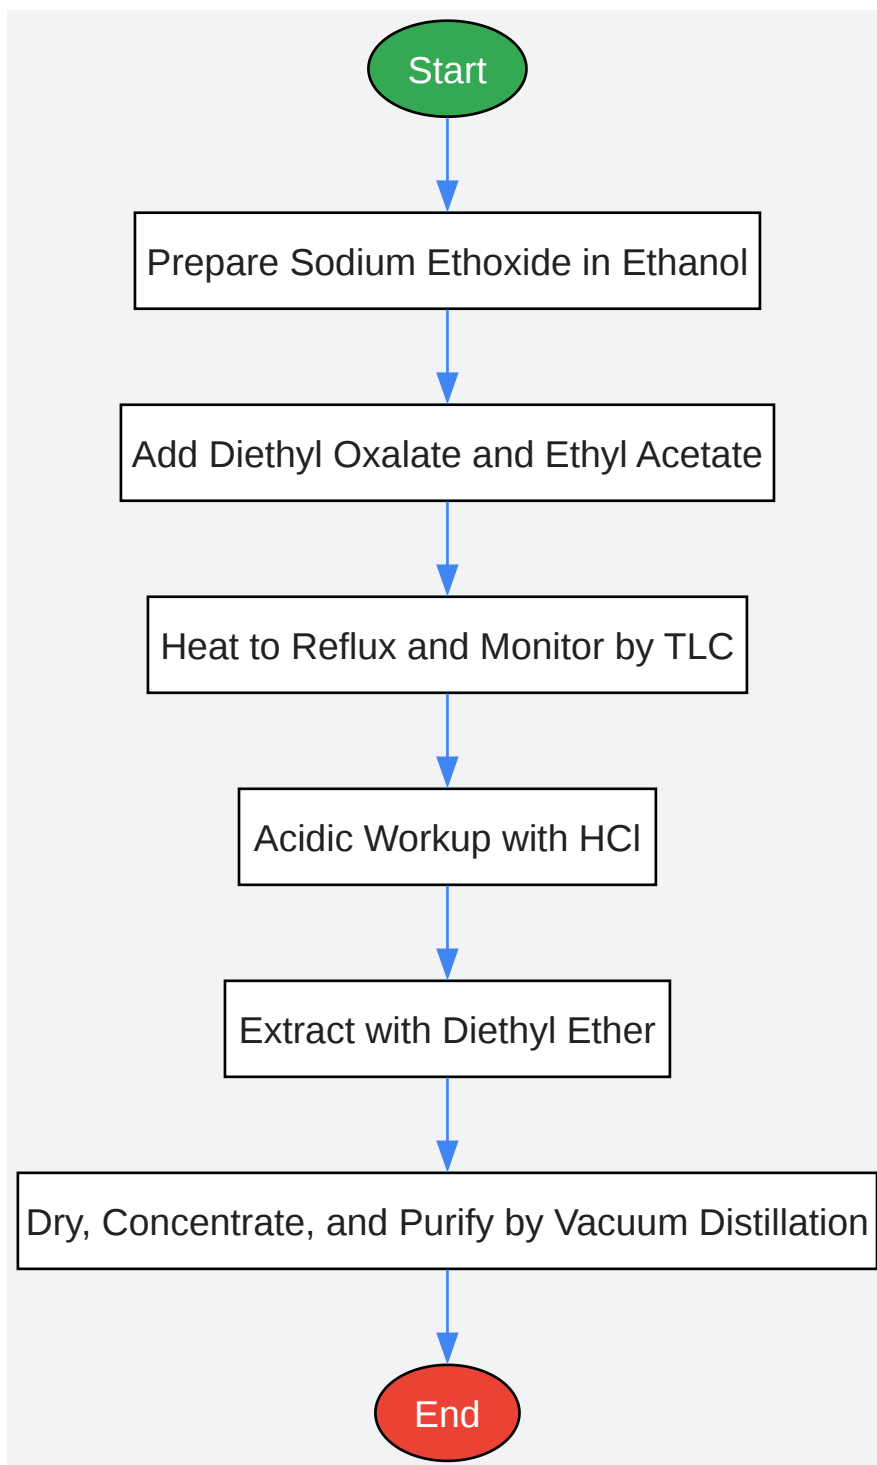 Start
Prepare Sodium Ethoxide in Ethanol
Add Diethyl Oxalate and Ethyl Acetate
Heat to Reflux and Monitor by TLC
Acidic Workup with HCl
Extract with Diethyl Ether
Dry, Concentrate, and Purify by Vacuum Distillation
End